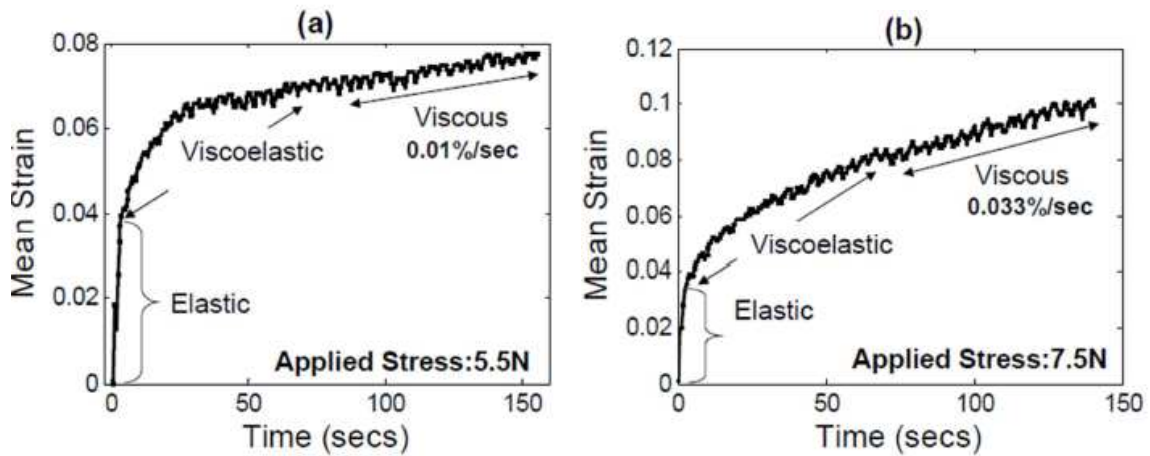 (a)
0.08
0.06
0.04
0.02
0
Mean Strain
Viscoelastic
Viscous
0.01%/sec
Elastic
Applied Stress:5.5N
0
50
100
150
Time (secs)
(b)
0.12
0.1
0.08
0.06
0.04
0.02
0
Mean Strain
Viscous
0.033%/sec
Viscoelastic
Elastic
Applied Stress:7.5N
0
50
100
150
Time (secs)